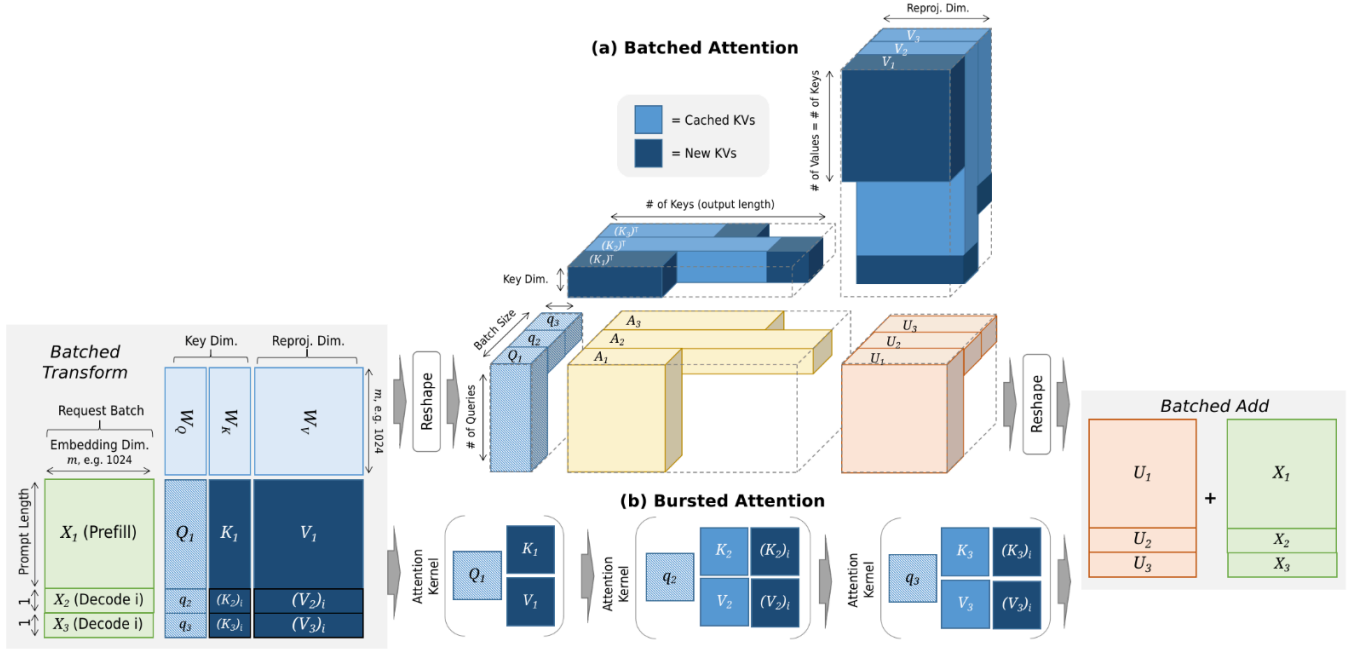 (a) Batched Attention
= Cached KVs
= New KVs
Reproj. Dim.
V₃
V₂
V₁
# of Values = # of Keys
# of Keys (output length)
(K₃)ᵀ
(K₂)ᵀ
(K₁)ᵀ
Key Dim.
Batch Size
q₃
q₂
Q₁
# of Queries
A₃
A₂
A₁
U₃
U₂
U₁
Batched
Transform
Request Batch
Embedding Dim.
m, e.g. 1024
Key Dim.
Reproj. Dim.
W_Q
W_K
W_V
m, e.g. 1024
Prompt Length
1
1
X₁ (Prefill)
X₂ (Decode i)
X₃ (Decode i)
Q₁
K₁
V₁
q₂
(K₂)ᵢ
(V₂)ᵢ
q₃
(K₃)ᵢ
(V₃)ᵢ
Reshape
Reshape
(b) Bursted Attention
Attention
Kernel
Q₁
K₁
V₁
Attention
Kernel
q₂
K₂
(K₂)ᵢ
V₂
(V₂)ᵢ
Attention
Kernel
q₃
K₃
(K₃)ᵢ
V₃
(V₃)ᵢ
Batched Add
U₁
U₂
U₃
+
X₁
X₂
X₃